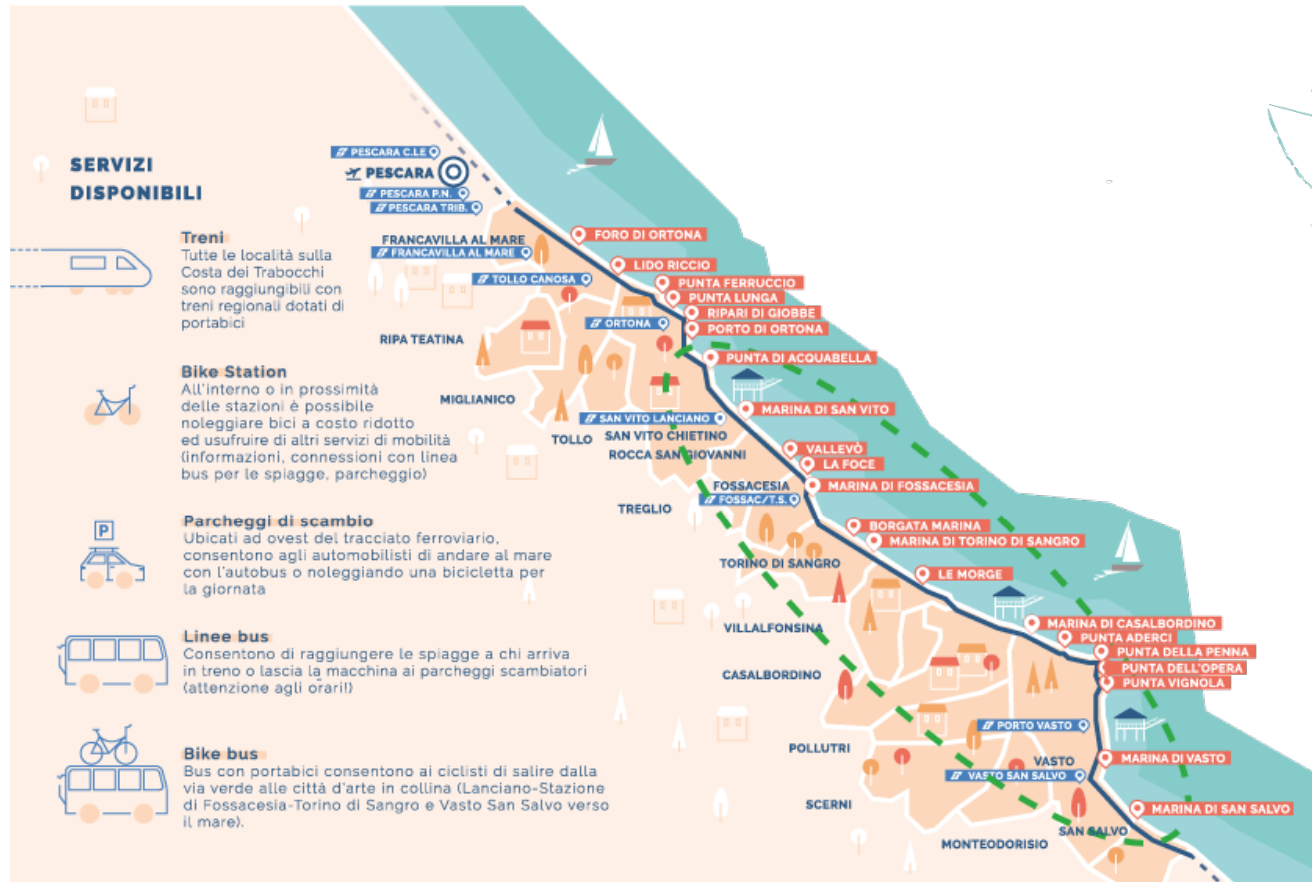 SERVIZI
DISPONIBILI
Treni
Tutte le località sulla
Costa dei Trabocchi
sono raggiungibili con
treni regionali dotati di
portabici
Bike Station
All'interno o in prossimità
delle stazioni è possibile
noleggiare bici a costo ridotto
ed usufruire di altri servizi di mobilità
(informazioni, connessioni con linea
bus per le spiagge, parcheggio)
P
Parcheggi di scambio
Ubicati ad ovest del tracciato ferroviario,
consentono agli automobilisti di andare al mare
con l'autobus o noleggiando una bicicletta per
la giornata
Linee bus
Consentono di raggiungere le spiagge a chi arriva
in treno o lascia la macchina ai parcheggi scambiatori
(attenzione agli orari!)
Bike bus
Bus con portabici consentono ai ciclisti di salire dalla
via verde alle città d'arte in collina (Lanciano-Stazione
di Fossacesia-Torino di Sangro e Vasto San Salvo verso
il mare).
PESCARA C.LE
PESCARA
PESCARA P.N.
PESCARA TRIB.
FRANCAVILLA AL MARE
FRANCAVILLA AL MARE
TOLLO CANOSA
ORTONA
RIPA TEATINA
MIGLIANICO
TOLLO
SAN VITO LANCIANO
SAN VITO CHIETINO
ROCCA SAN GIOVANNI
FOSSACESIA
FOSSAC/T.S.
TREGLIO
TORINO DI SANGRO
VILLALFONSINA
CASALBORDINO
POLLUTRI
PORTO VASTO
VASTO
VASTO SAN SALVO
SCERNI
SAN SALVO
MONTEODORISIO
FORO DI ORTONA
LIDO RICCIO
PUNTA FERRUCCIO
PUNTA LUNGA
RIPARI DI GIOBBE
PORTO DI ORTONA
PUNTA DI ACQUABELLA
MARINA DI SAN VITO
VALLEVÒ
LA FOCE
MARINA DI FOSSACESIA
BORGATA MARINA
MARINA DI TORINO DI SANGRO
LE MORGE
MARINA DI CASALBORDINO
PUNTA ADERCI
PUNTA DELLA PENNA
PUNTA DELL'OPERA
PUNTA VIGNOLA
MARINA DI VASTO
MARINA DI SAN SALVO